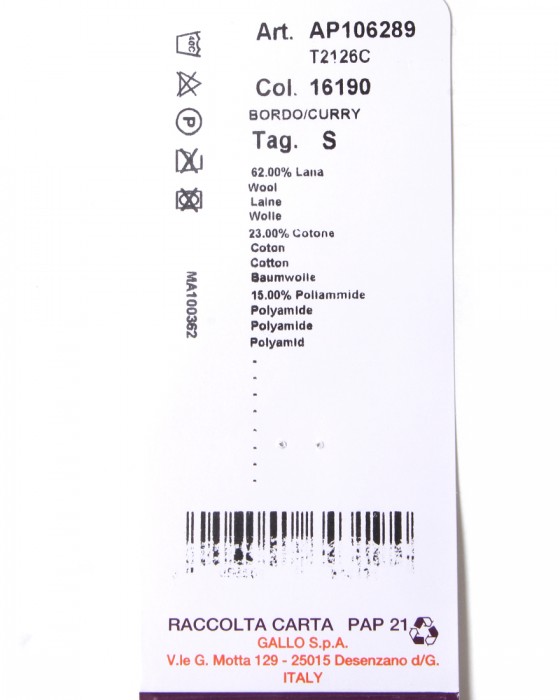 Art. AP106289
T2126C
Col. 16190
BORDO/CURRY
Tag. S
62.00% Lana
Wool
Laine
Wolle
23.00% Cotone
Coton
Cotton
Baumwolle
15.00% Poliammide
Polyamide
Polyamide
Polyamid
-
-
-
-
-
-
-
-
40C
P
MA100362
RACCOLTA CARTA PAP 21
GALLO S.p.A.
V.le G. Motta 129 - 25015 Desenzano d/G.
ITALY